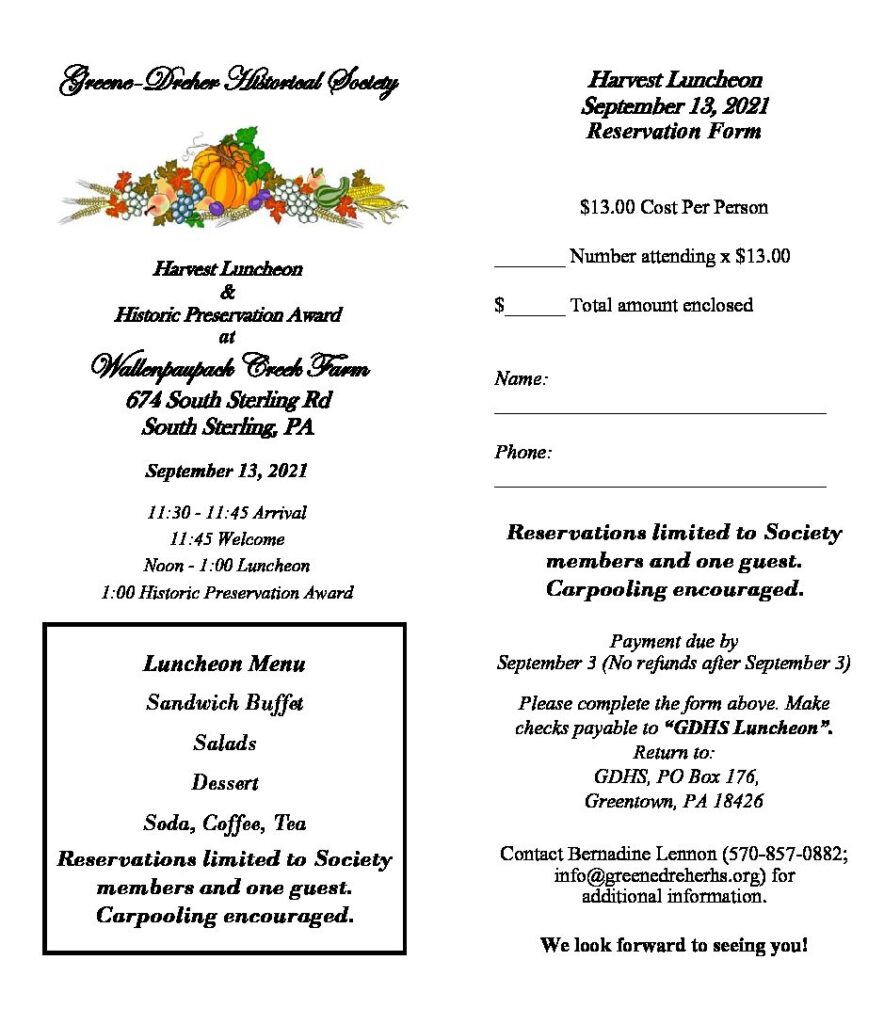 Greene-Dreher Historical Society
Harvest Luncheon
&
Historic Preservation Award
at
Wallenpaupack Creek Farm
674 South Sterling Rd
South Sterling, PA
September 13, 2021
11:30 - 11:45 Arrival
11:45 Welcome
Noon - 1:00 Luncheon
1:00 Historic Preservation Award
Luncheon Menu
Sandwich Buffet
Salads
Dessert
Soda, Coffee, Tea
Reservations limited to Society
members and one guest.
Carpooling encouraged.
Harvest Luncheon
September 13, 2021
Reservation Form
$13.00 Cost Per Person
_______ Number attending x $13.00
$______ Total amount enclosed
Name:
Phone:
Reservations limited to Society
members and one guest.
Carpooling encouraged.
Payment due by
September 3 (No refunds after September 3)
Please complete the form above. Make
checks payable to “GDHS Luncheon”.
Return to:
GDHS, PO Box 176,
Greentown, PA 18426
Contact Bernadine Lennon (570-857-0882;
info@greenedreherhs.org) for
additional information.
We look forward to seeing you!